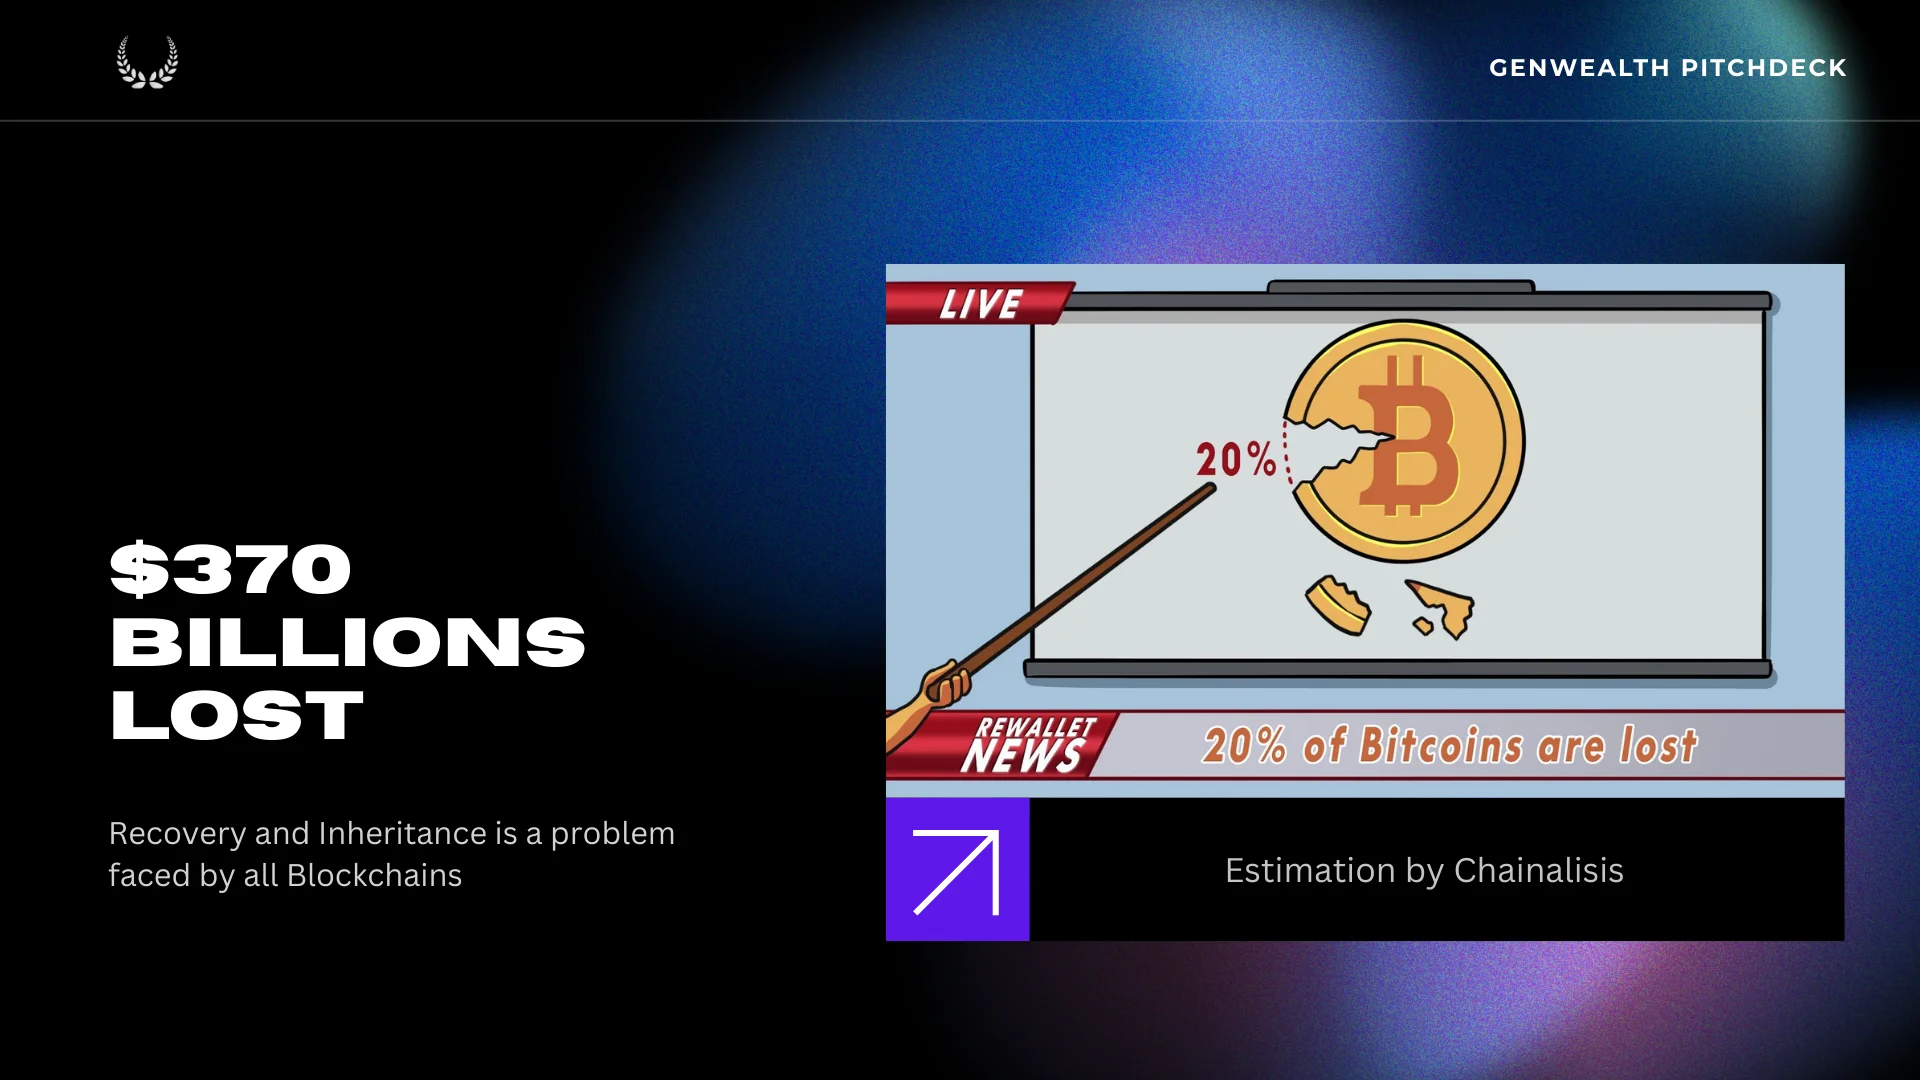 GENWEALTH PITCHDECK
$370
BILLIONS
LOST
Recovery and Inheritance is a problem
faced by all Blockchains
LIVE
20%
REWALLET
NEWS
20% of Bitcoins are lost
Estimation by Chainalisis